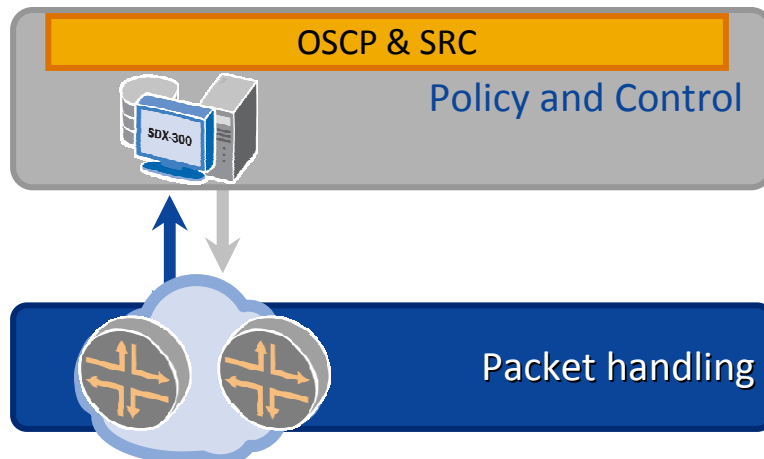 OSCP & SRC
Policy and Control
SDX-300
Packet handling